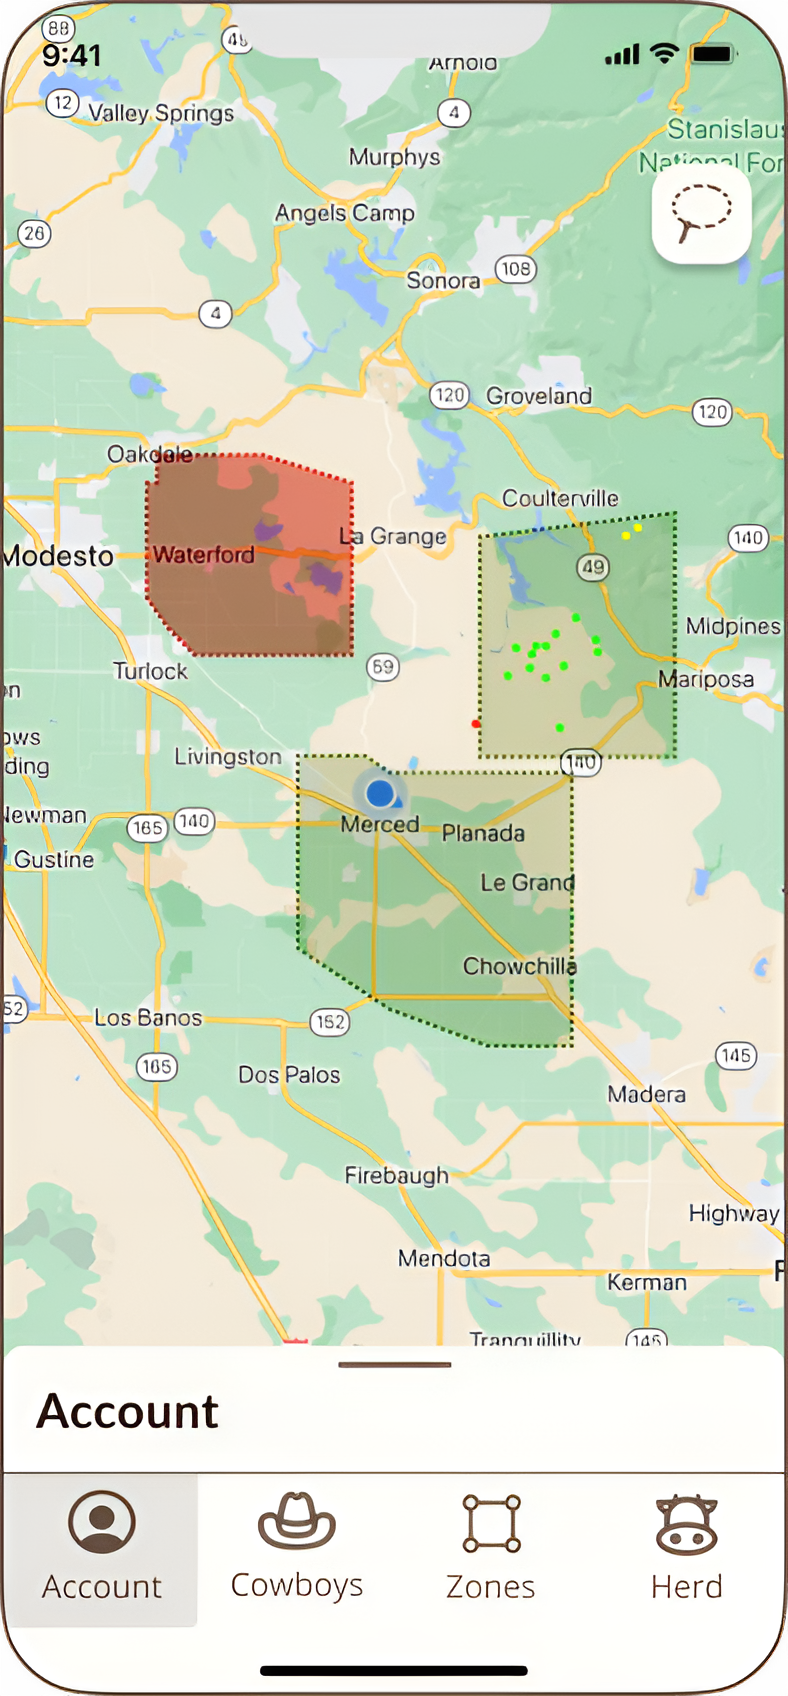 88
9:41
Arnold
12
Valley Springs
4
Stanislaus
National For
Murphys
26
Angels Camp
108
Sonora
4
120
Groveland
120
Oakdale
Coulterville
La Grange
140
Modesto
Waterford
49
Midpines
Turlock
59
Mariposa
Livingston
140
Newman
165
140
Merced
Planada
Gustine
Le Grand
Chowchilla
Los Banos
152
165
Dos Palos
145
Madera
Firebaugh
Highway
Mendota
Kerman
Tranquillity
145
Account
Account
Cowboys
Zones
Herd